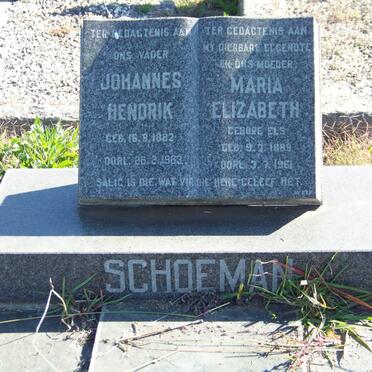 TER GEDAGTENIS AAN
ONS VADER
JOHANNES
HENDRIK
GEB. 16.8.1882
OORL. 26.2.1963
TER GEDAGTENIS AAN
MY DIERBARE EGGENOTE
EN ONS MOEDER
MARIA
ELIZABETH
GEBORE ELS
GEB. 9.2.1889
OORL. 3.7.1961
SALIG IS DIE WAT VIR DIE HERE GELEEF HET
SCHOEMAN